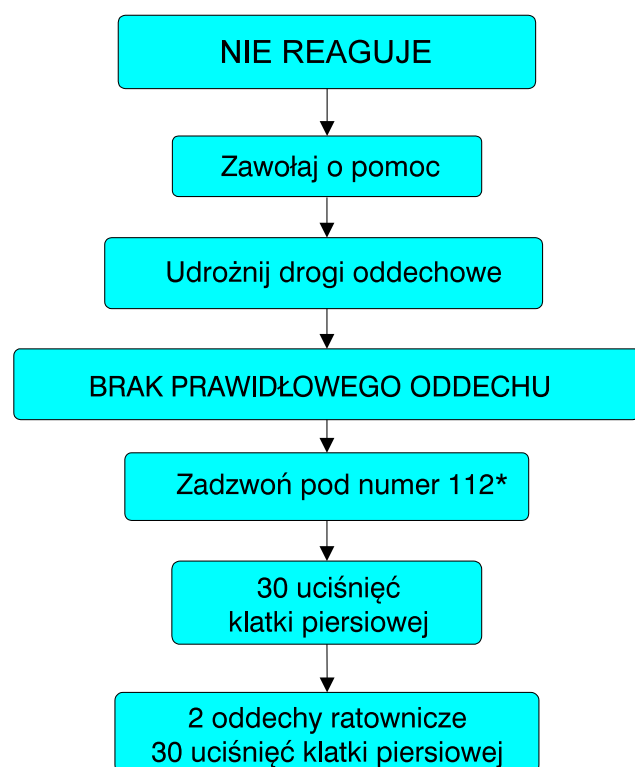 NIE REAGUJE
Zawołaj o pomoc
Udrożnij drogi oddechowe
BRAK PRAWIDŁOWEGO ODDECHU
Zadzwoń pod numer 112*
30 uciśnięć
klatki piersiowej
2 oddechy ratownicze
30 uciśnięć klatki piersiowej